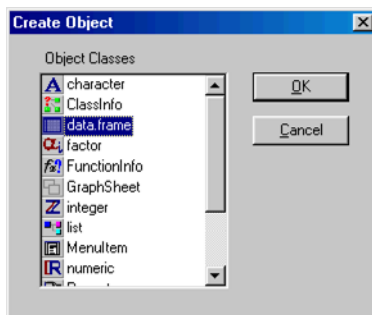 Create Object
Object Classes
character
ClassInfo
data.frame
factor
FunctionInfo
GraphSheet
integer
list
MenuItem
numeric
OK
Cancel